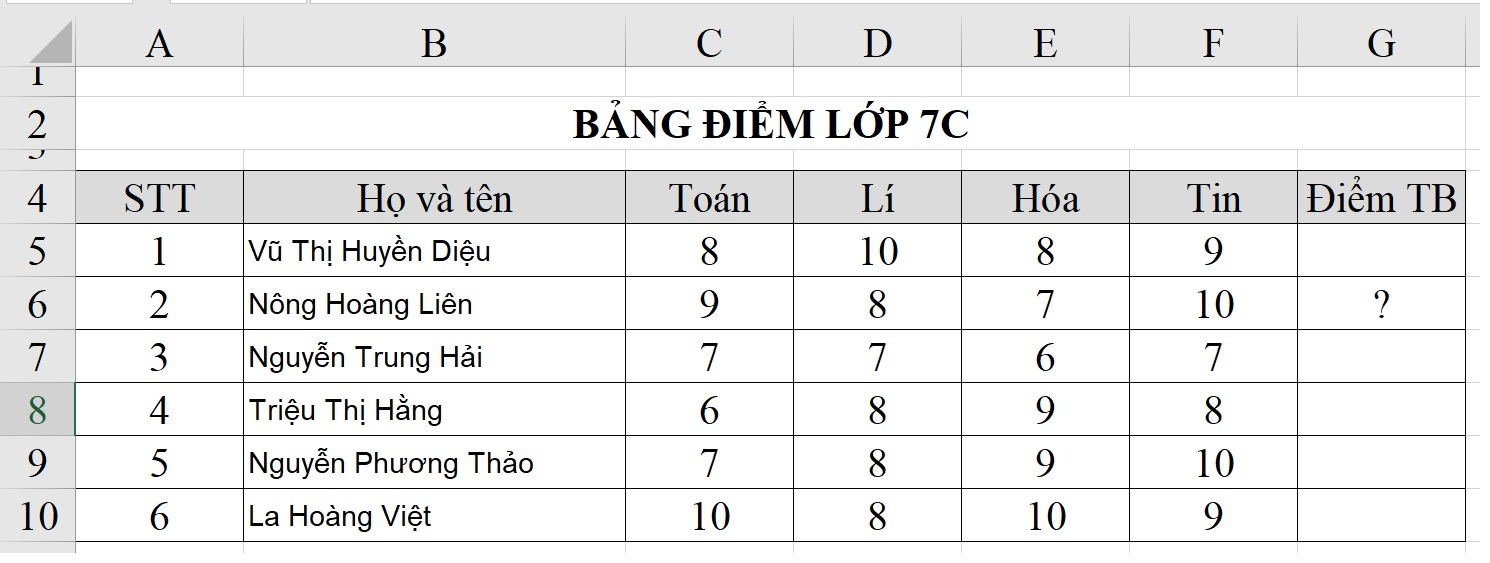 A B C D E F G
1
2 BẢNG ĐIỂM LỚP 7C
3
4 STT Họ và tên Toán Lí Hóa Tin Điểm TB
5 1 Vũ Thị Huyền Diệu 8 10 8 9
6 2 Nông Hoàng Liên 9 8 7 10 ?
7 3 Nguyễn Trung Hải 7 7 6 7
8 4 Triệu Thị Hằng 6 8 9 8
9 5 Nguyễn Phương Thảo 7 8 9 10
10 6 La Hoàng Việt 10 8 10 9